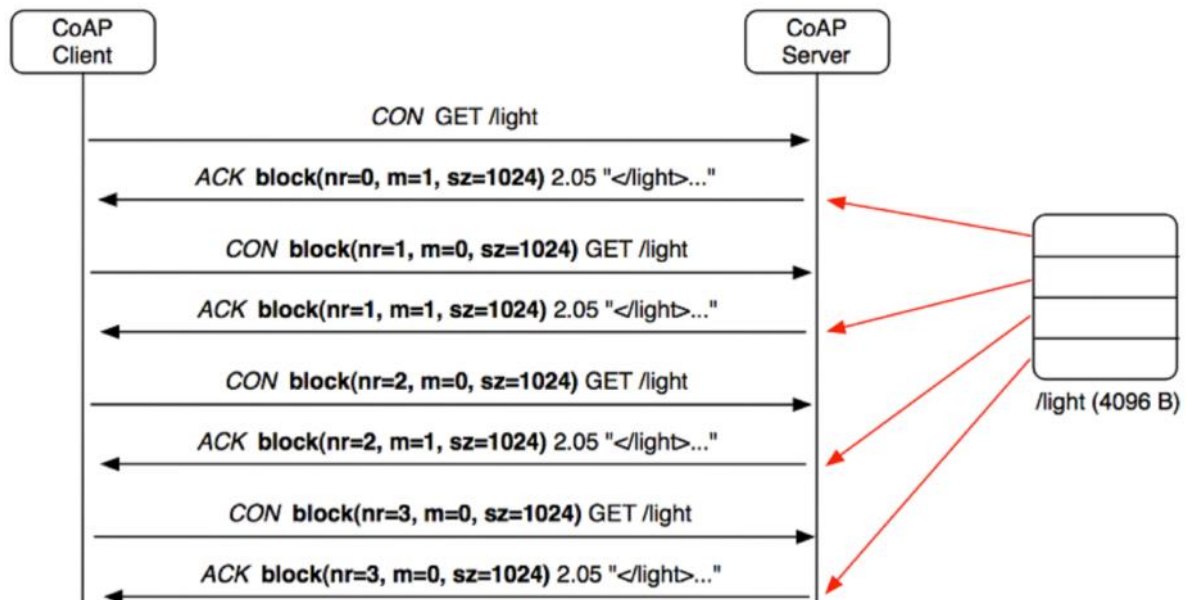 CoAP
Client
CoAP
Server
CON GET /light
ACK block(nr=0, m=1, sz=1024) 2.05 "</light>..."
CON block(nr=1, m=0, sz=1024) GET /light
ACK block(nr=1, m=1, sz=1024) 2.05 "</light>..."
CON block(nr=2, m=0, sz=1024) GET /light
/light (4096 B)
ACK block(nr=2, m=1, sz=1024) 2.05 "</light>..."
CON block(nr=3, m=0, sz=1024) GET /light
ACK block(nr=3, m=0, sz=1024) 2.05 "</light>..."